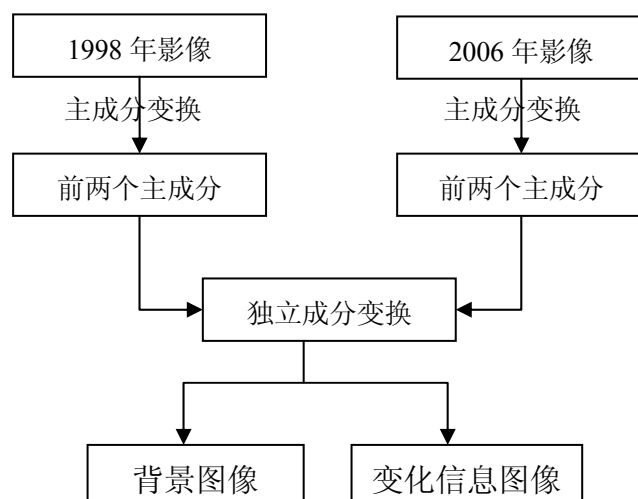 1998 年影像
2006 年影像
主成分变换
主成分变换
前两个主成分
前两个主成分
独立成分变换
背景图像
变化信息图像